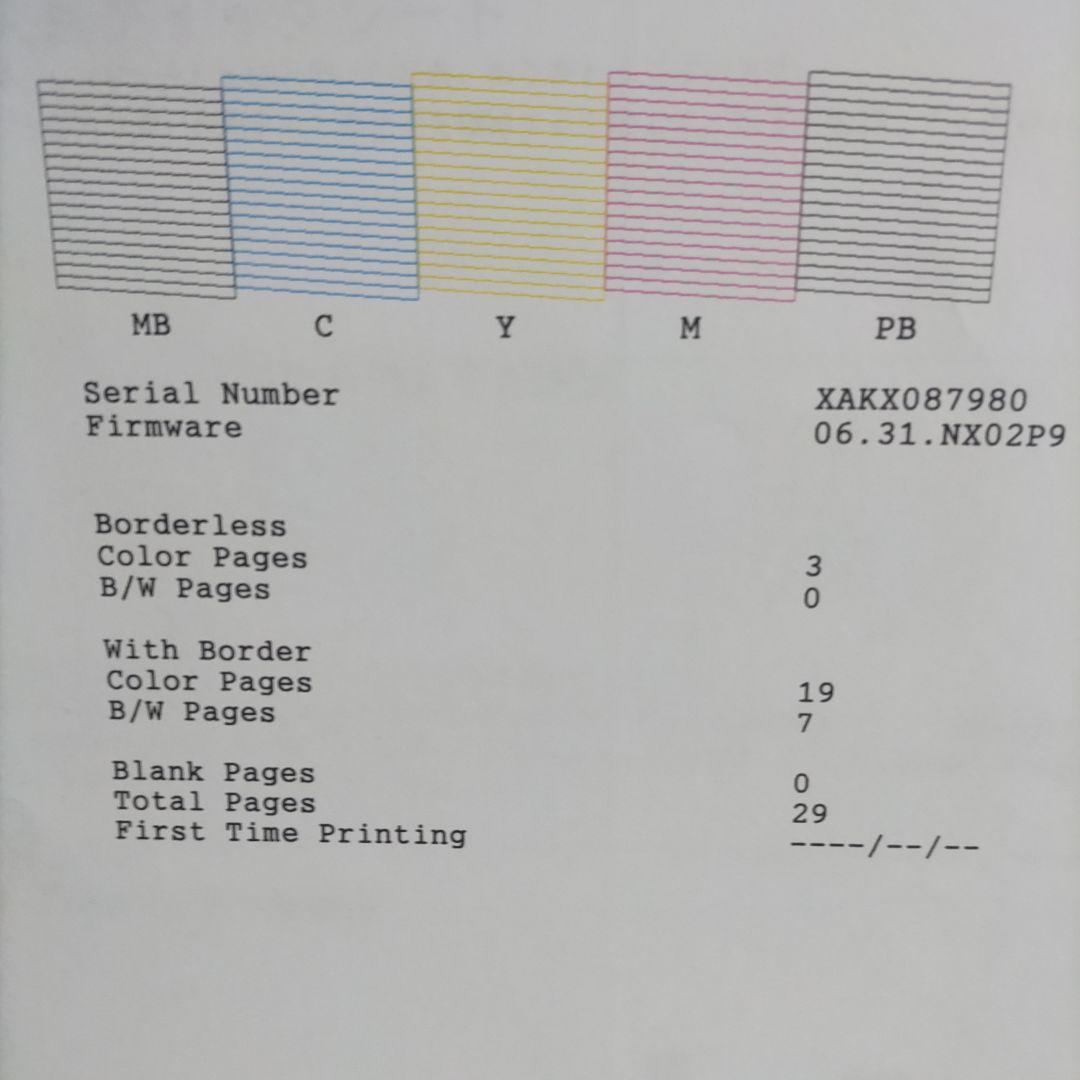 MB C Y M PB
Serial Number XAKX087980
Firmware 06.31.NX02P9
Borderless
Color Pages 3
B/W Pages 0
With Border
Color Pages 19
B/W Pages 7
Blank Pages 0
Total Pages 29
First Time Printing ----/--/--